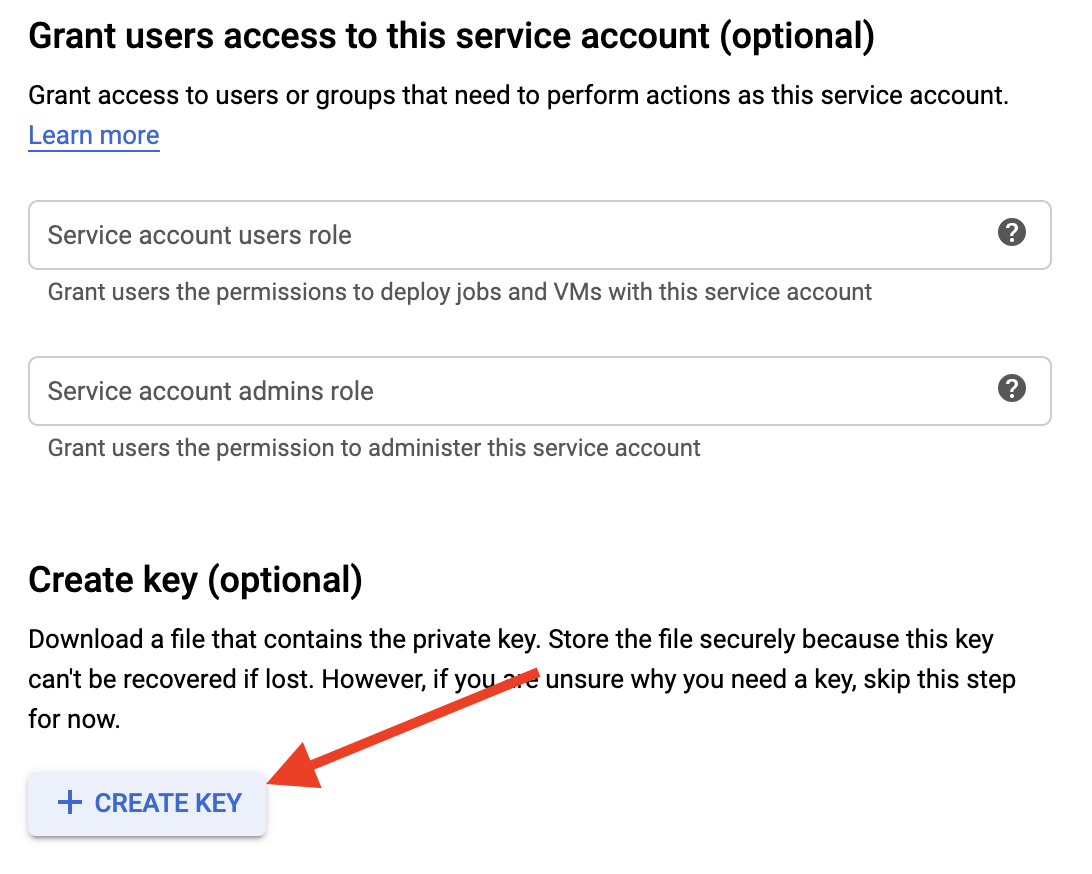 Grant users access to this service account (optional)
Grant access to users or groups that need to perform actions as this service account.
Learn more
Service account users role
?
Grant users the permissions to deploy jobs and VMs with this service account
Service account admins role
?
Grant users the permission to administer this service account
Create key (optional)
Download a file that contains the private key. Store the file securely because this key
can't be recovered if lost. However, if you are unsure why you need a key, skip this step
for now.
+ CREATE KEY